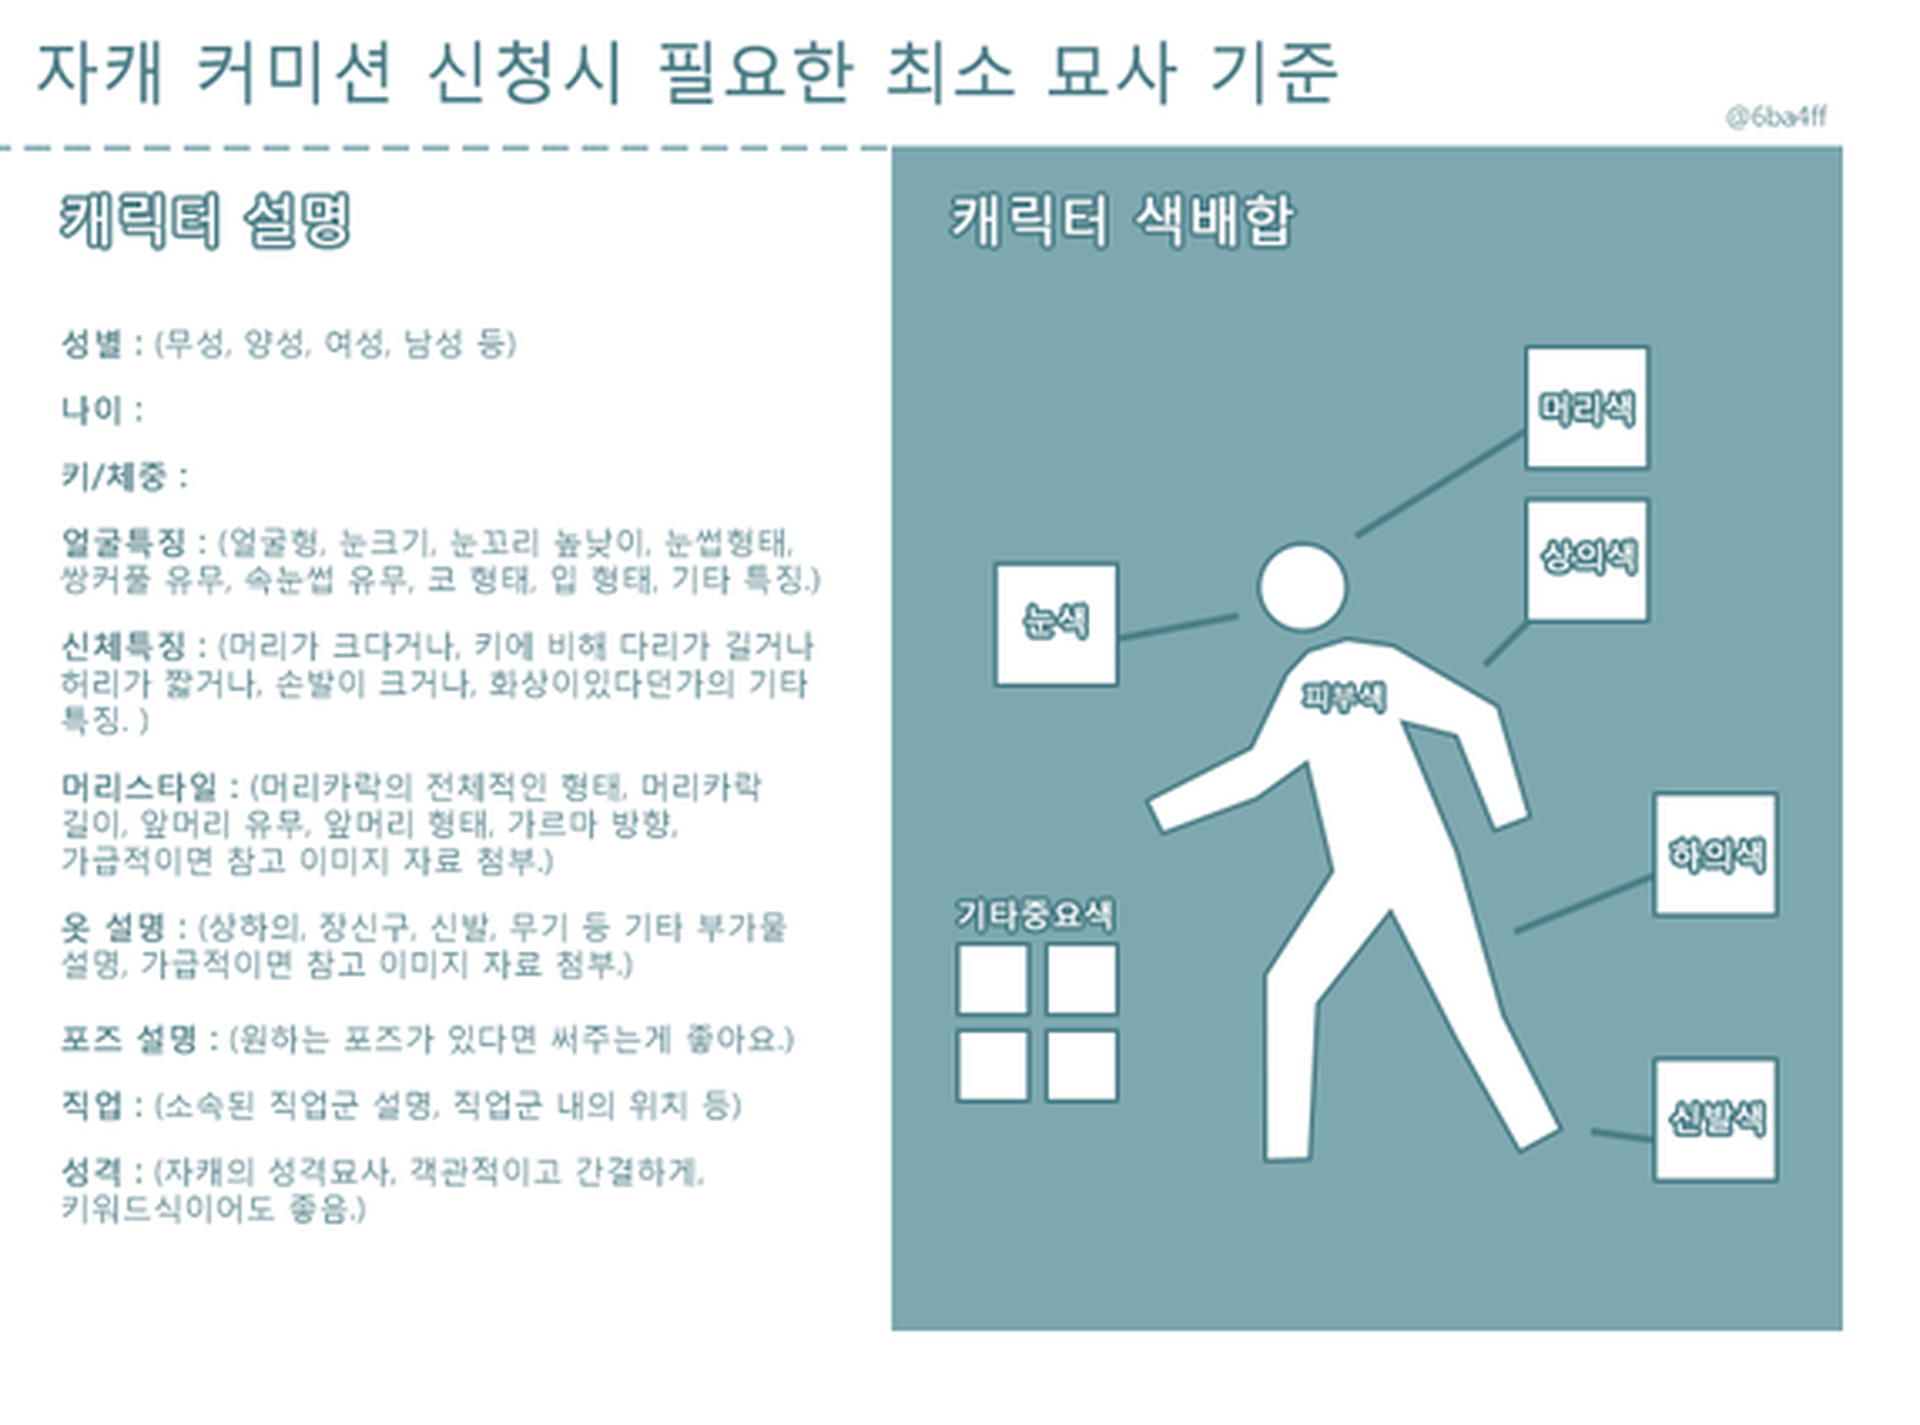 자캐 커미션 신청시 필요한 최소 묘사 기준
@6ba4ff
캐릭터 설명
성별 : (무성, 양성, 여성, 남성 등)
나이 :
키/체중 :
얼굴특징 : (얼굴형, 눈크기, 눈꼬리 높낮이, 눈썹형태,
쌍커풀 유무, 속눈썹 유무, 코 형태, 입 형태, 기타 특징.)
신체특징 : (머리가 크다거나, 키에 비해 다리가 길거나
허리가 짧거나, 손발이 크거나, 화상이있다던가의 기타
특징. )
머리스타일 : (머리카락의 전체적인 형태, 머리카락
길이, 앞머리 유무, 앞머리 형태, 가르마 방향,
가급적이면 참고 이미지 자료 첨부.)
옷 설명 : (상하의, 장신구, 신발, 무기 등 기타 부가물
설명, 가급적이면 참고 이미지 자료 첨부.)
포즈 설명 : (원하는 포즈가 있다면 써주는게 좋아요.)
직업 : (소속된 직업군 설명, 직업군 내의 위치 등)
성격 : (자캐의 성격묘사, 객관적이고 간결하게,
키워드식이어도 좋음.)
캐릭터 색배합
머리색
상의색
눈색
피부색
하의색
기타중요색
신발색